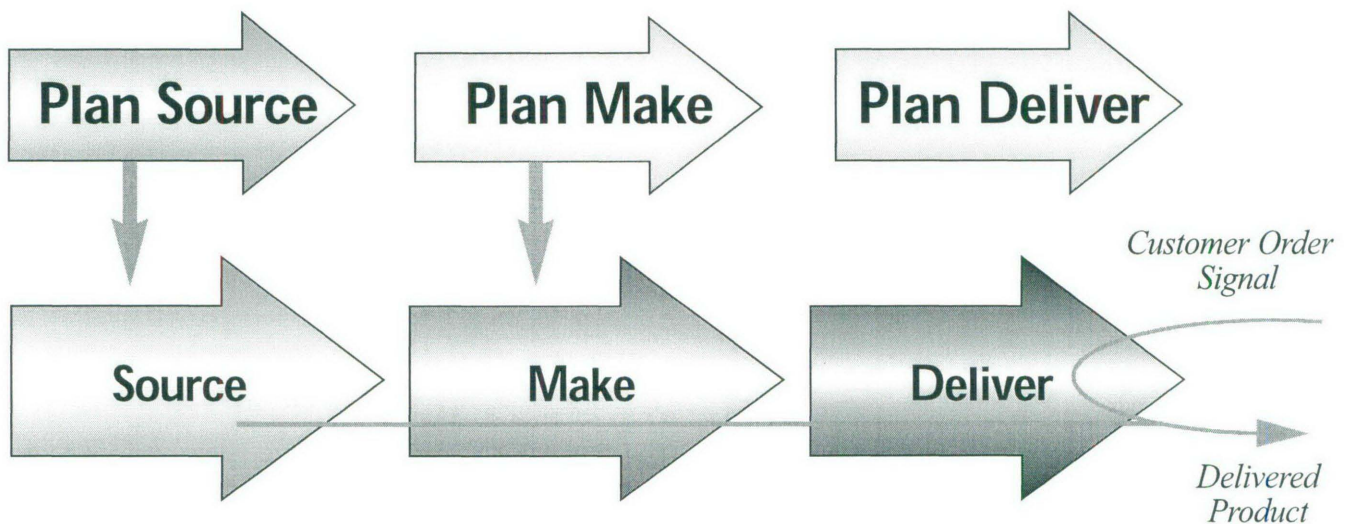 Plan Source
Plan Make
Plan Deliver
Customer Order
Signal
Source
Make
Deliver
Delivered
Product